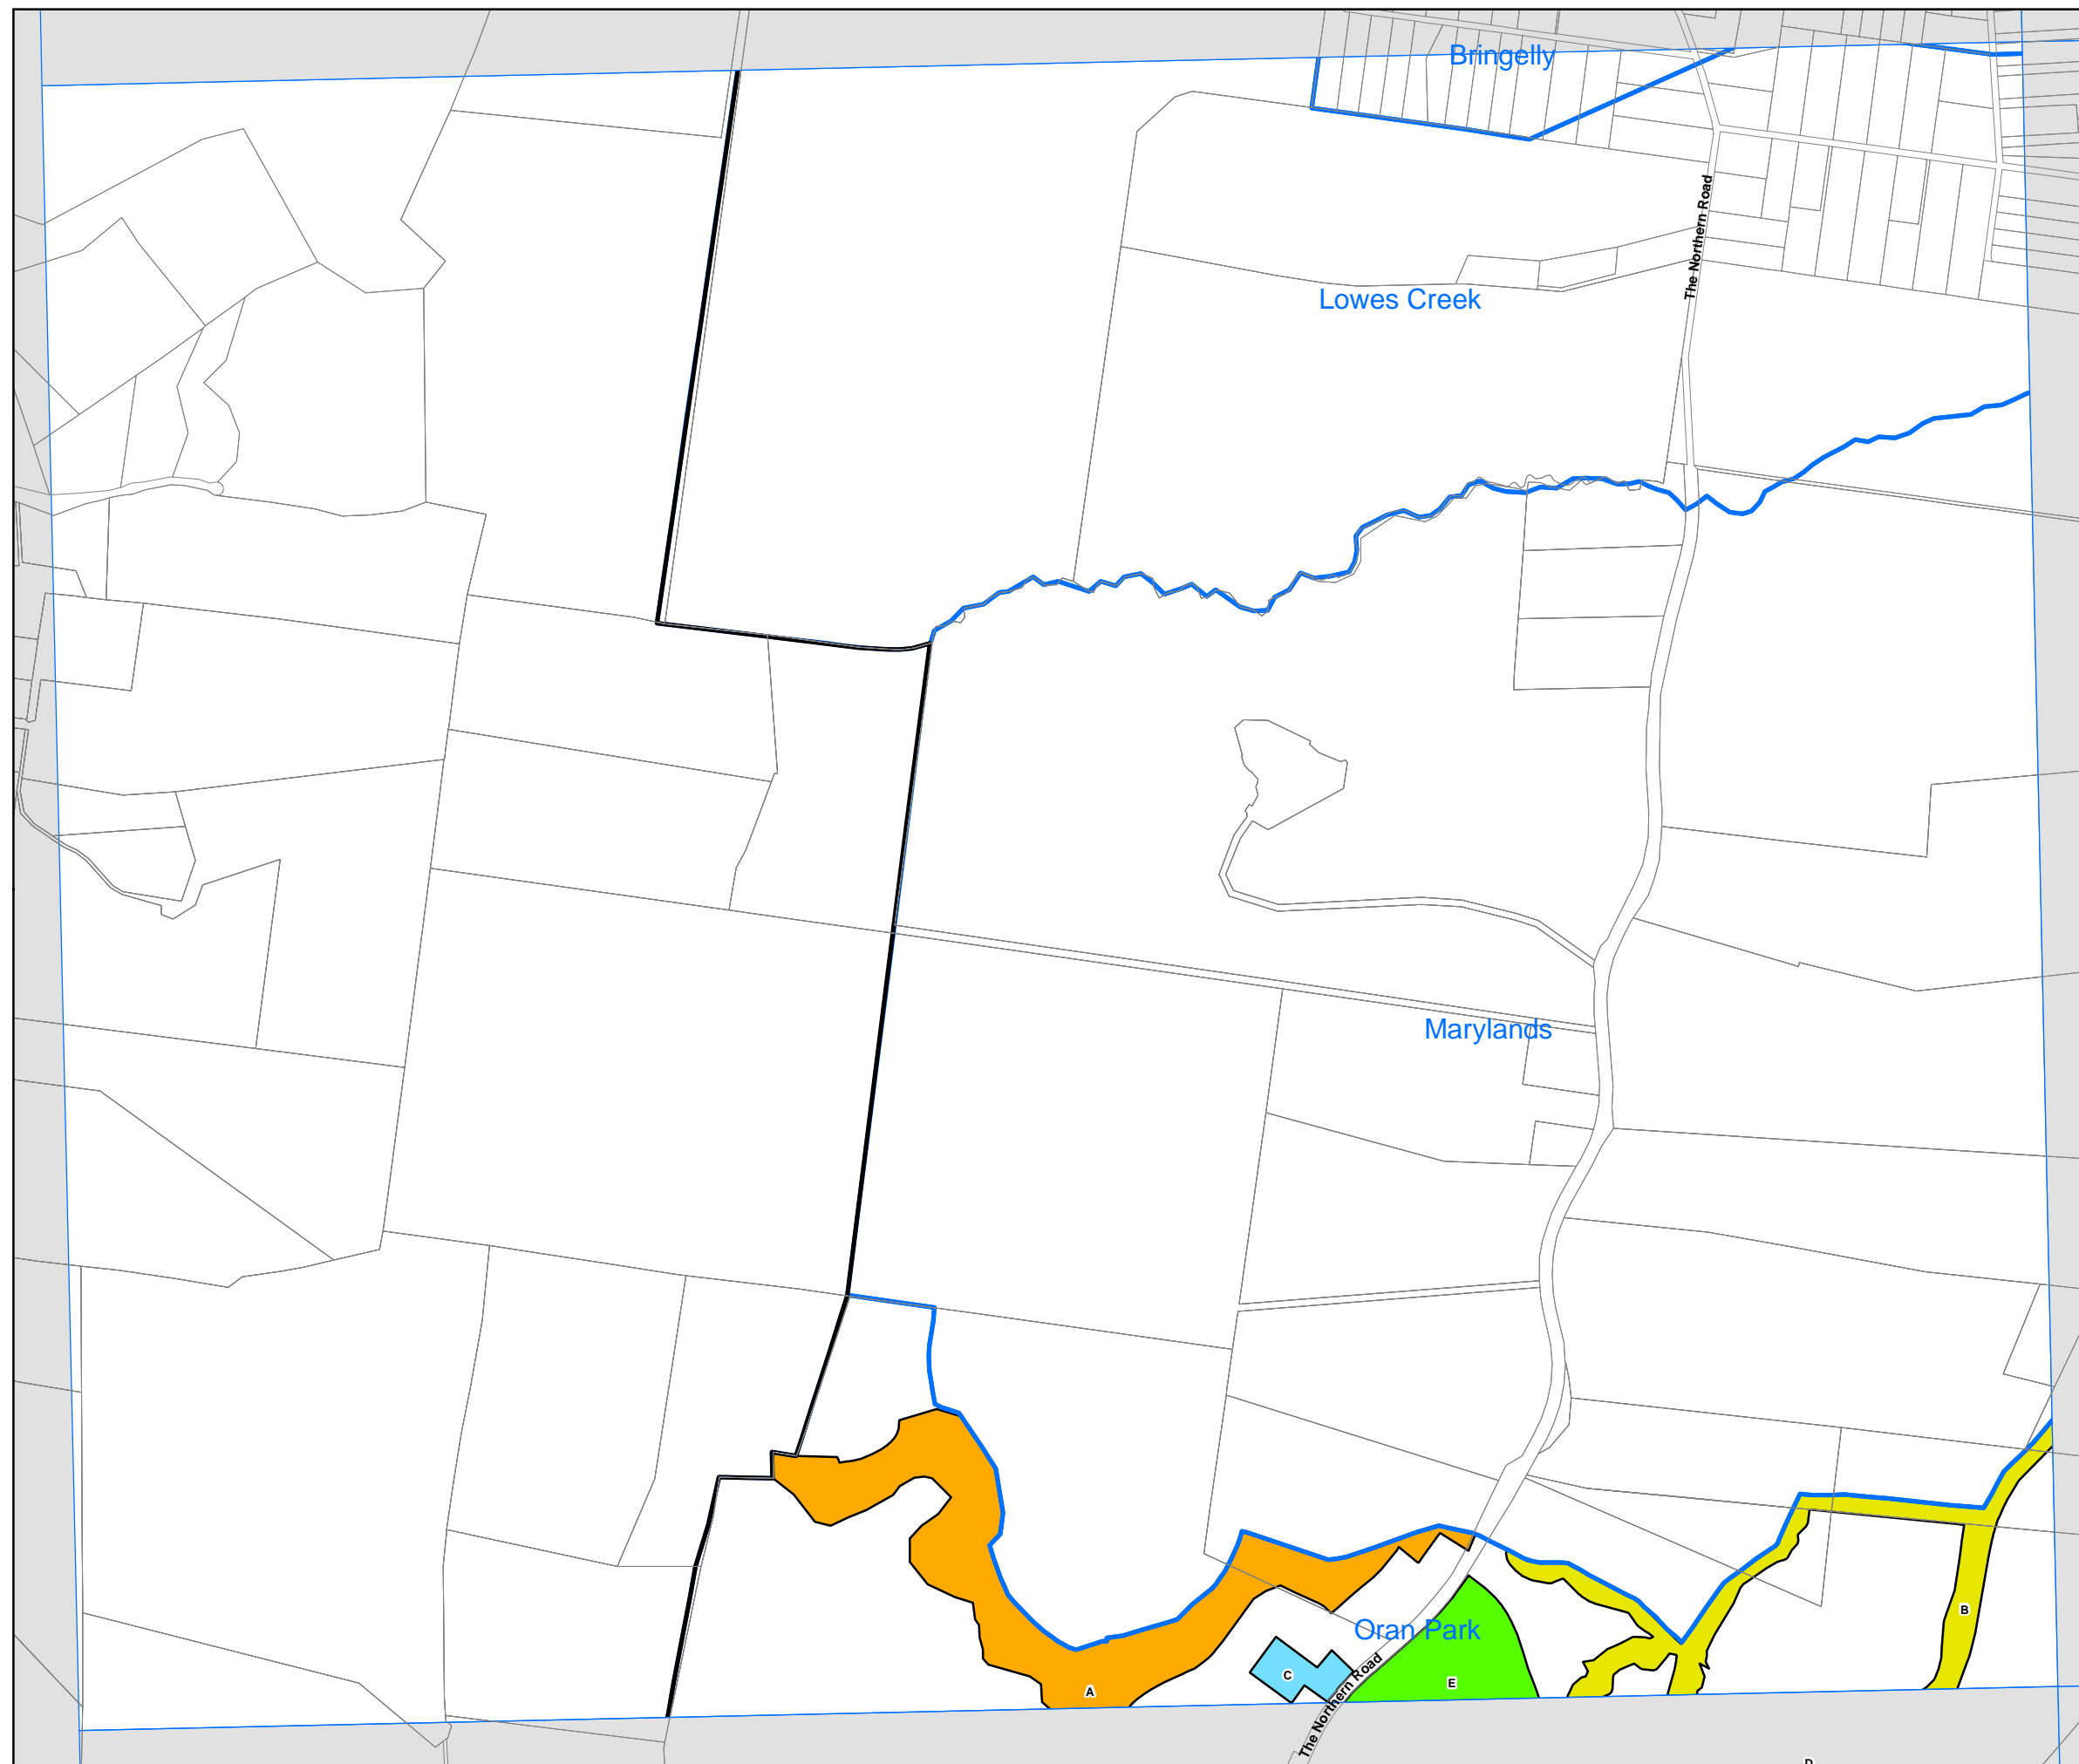 Bringelly
The Northern Road
Lowes Creek
Marylands
B
Oran Park
C
E
A
The Northern Road
D